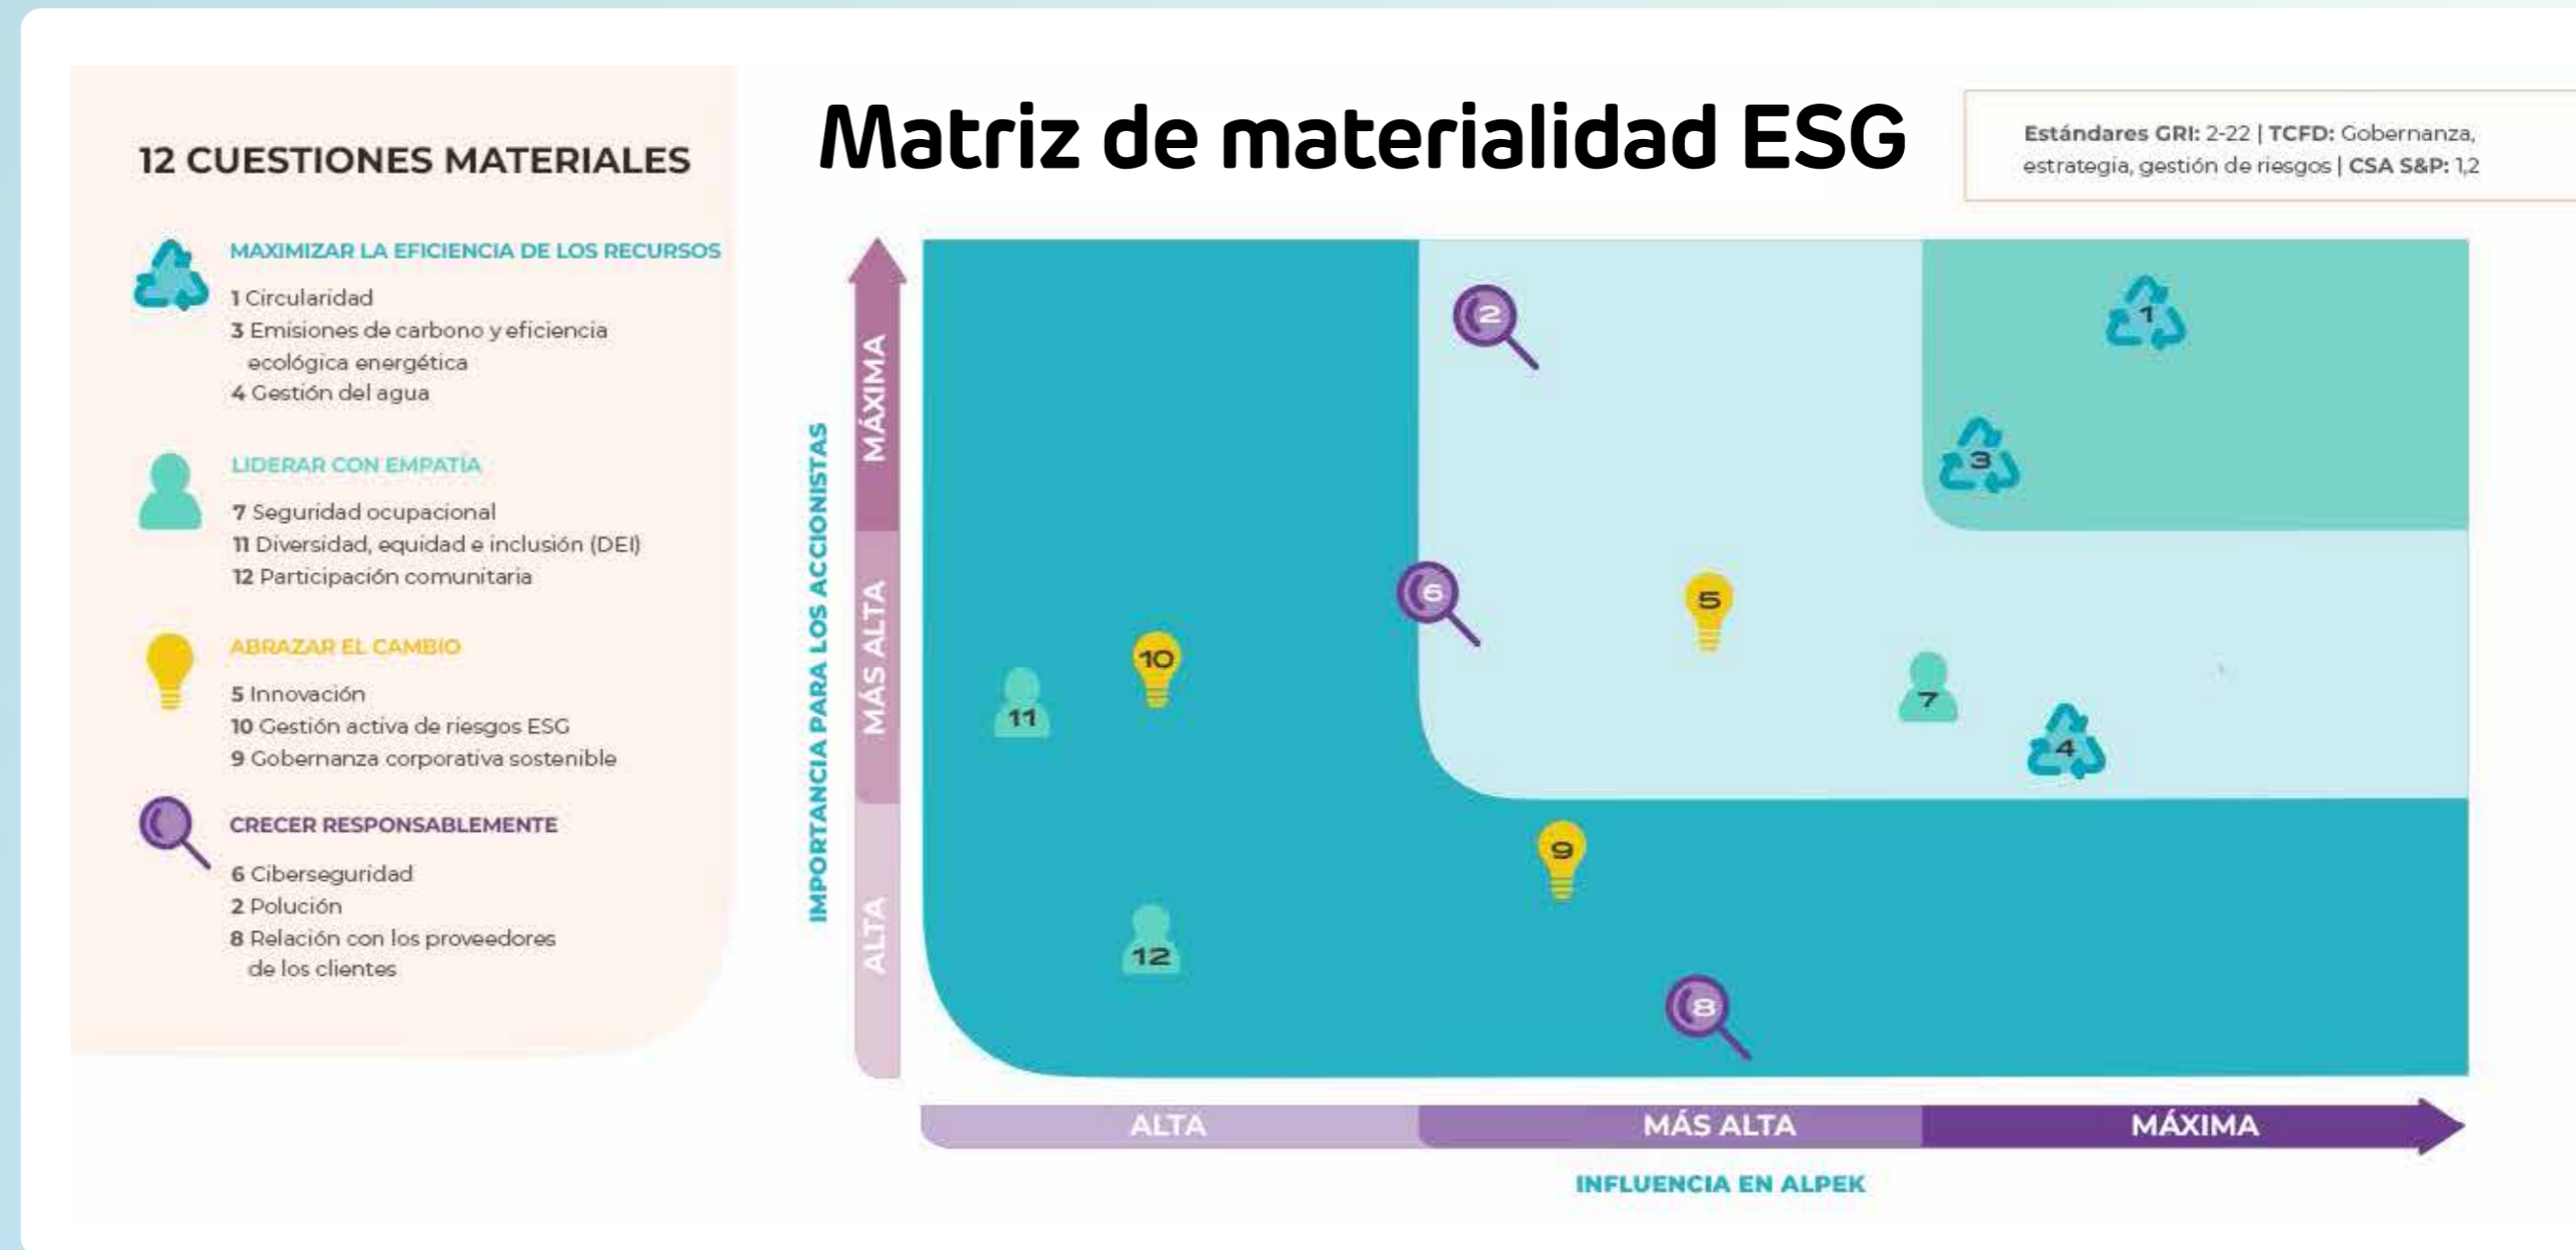 12 CUESTIONES MATERIALES
MAXIMIZAR LA EFICIENCIA DE LOS RECURSOS
1 Circularidad
3 Emisiones de carbono y eficiencia
ecológica energética
4 Gestión del agua
LIDERAR CON EMPATÍA
7 Seguridad ocupacional
11 Diversidad, equidad e inclusión (DEI)
12 Participación comunitaria
ABRAZAR EL CAMBIO
5 Innovación
10 Gestión activa de riesgos ESG
9 Gobernanza corporativa sostenible
CRECER RESPONSABLEMENTE
6 Ciberseguridad
2 Polución
8 Relación con los proveedores
de los clientes
Matriz de materialidad ESG
Estándares GRI: 2-22 | TCFD: Gobernanza,
estrategia, gestión de riesgos | CSA S&P: 1,2
IMPORTANCIA PARA LOS ACCIONISTAS
MÁXIMA
MÁS ALTA
ALTA
2
1
3
6
5
10
11
7
4
9
12
8
ALTA
MÁS ALTA
MÁXIMA
INFLUENCIA EN ALPEK